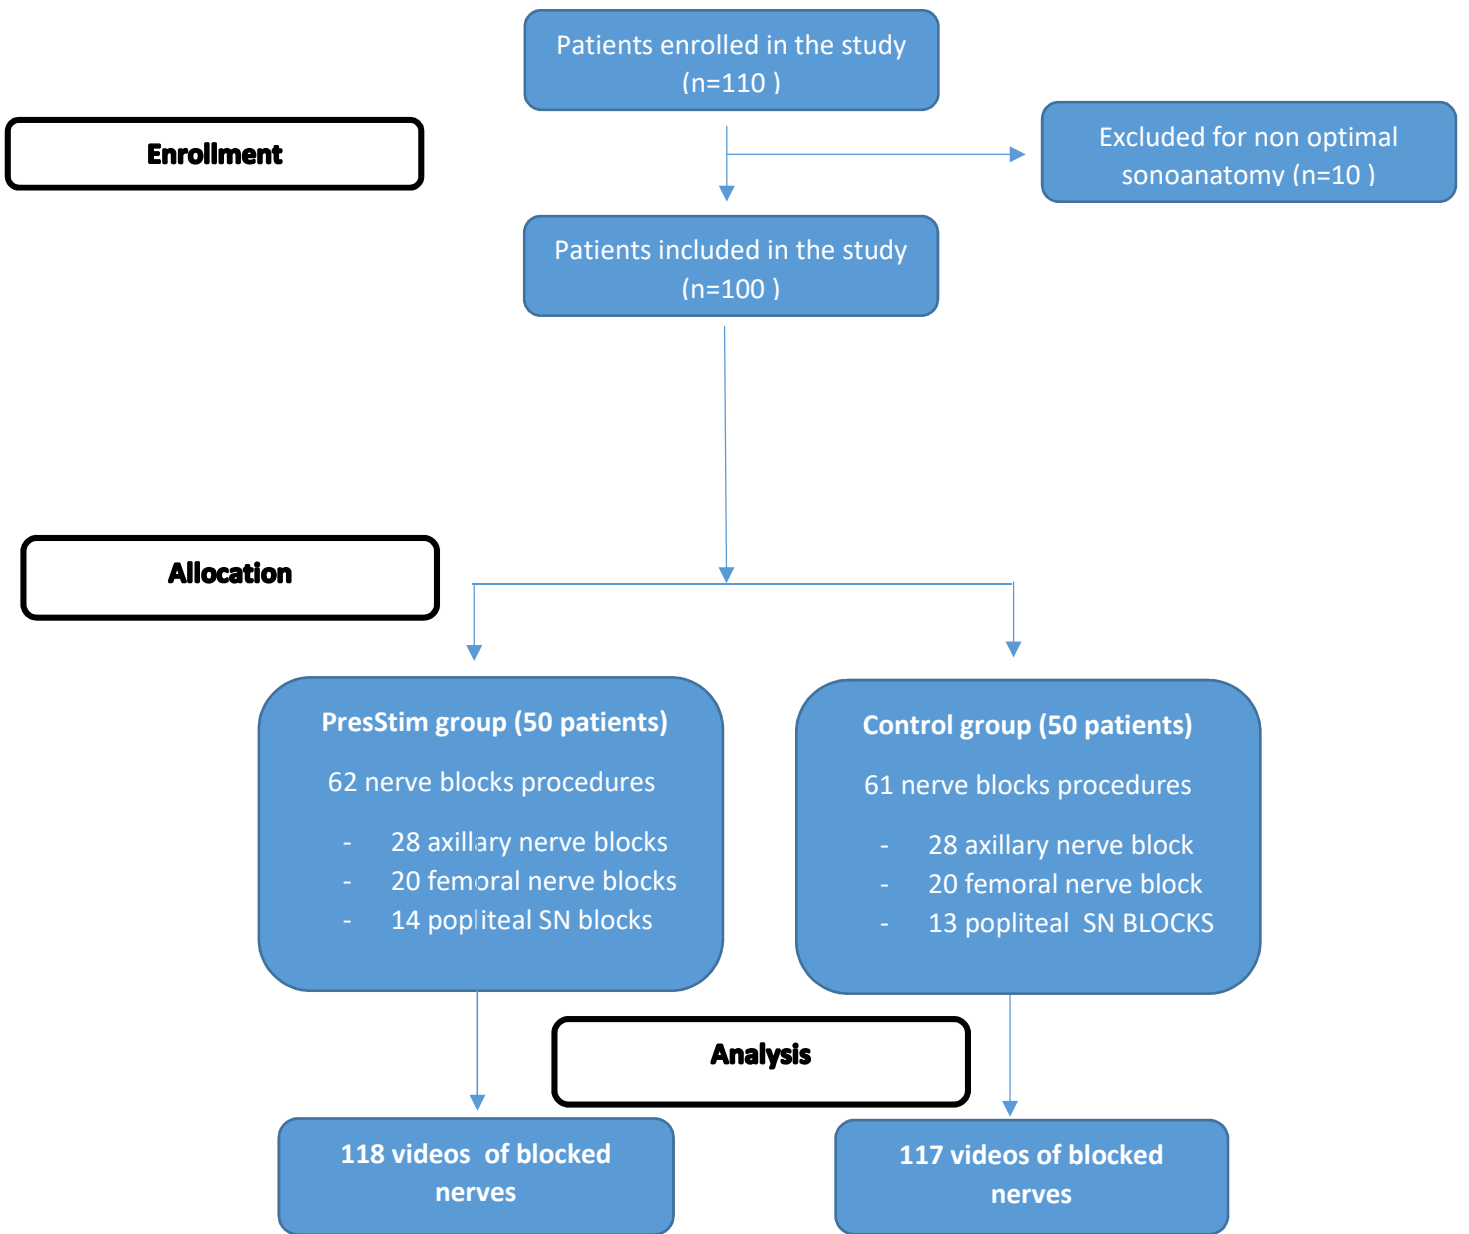 Patients enrolled in the study
(n=110 )
Enrollment
Excluded for non optimal
sonoanatomy (n=10 )
Patients included in the study
(n=100 )
Allocation
PresStim group (50 patients)
62 nerve blocks procedures
- 28 axillary nerve blocks
- 20 femoral nerve blocks
- 14 popliteal SN blocks
Control group (50 patients)
61 nerve blocks procedures
- 28 axillary nerve block
- 20 femoral nerve block
- 13 popliteal SN BLOCKS
Analysis
118 videos of blocked
nerves
117 videos of blocked
nerves